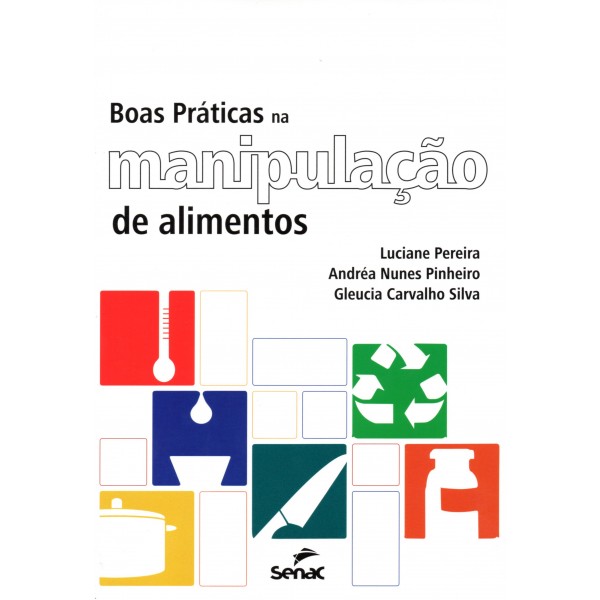 Boas Práticas na
manipulação
de alimentos
Luciane Pereira
Andréa Nunes Pinheiro
Gleucia Carvalho Silva
Senac